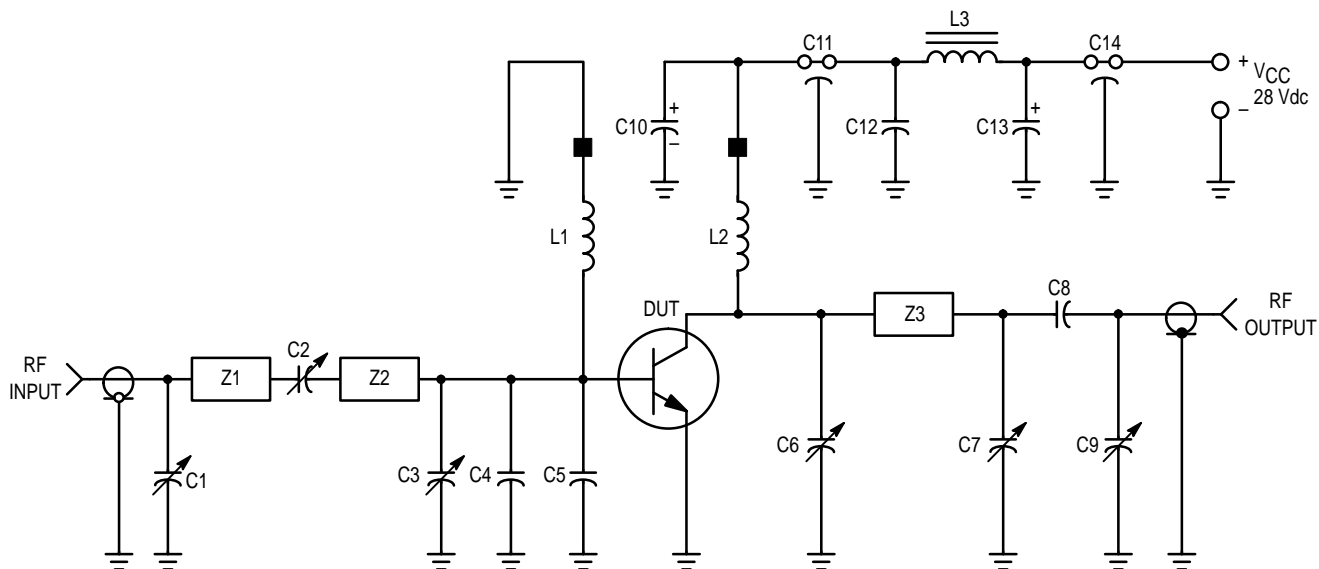 L3
C11
C14
+
VCC
28 Vdc
–
+
C10
–
C12
+
C13
L1
L2
DUT
C8
Z3
RF
OUTPUT
RF
INPUT
Z1
C2
Z2
C1
C3
C4
C5
C6
C7
C9